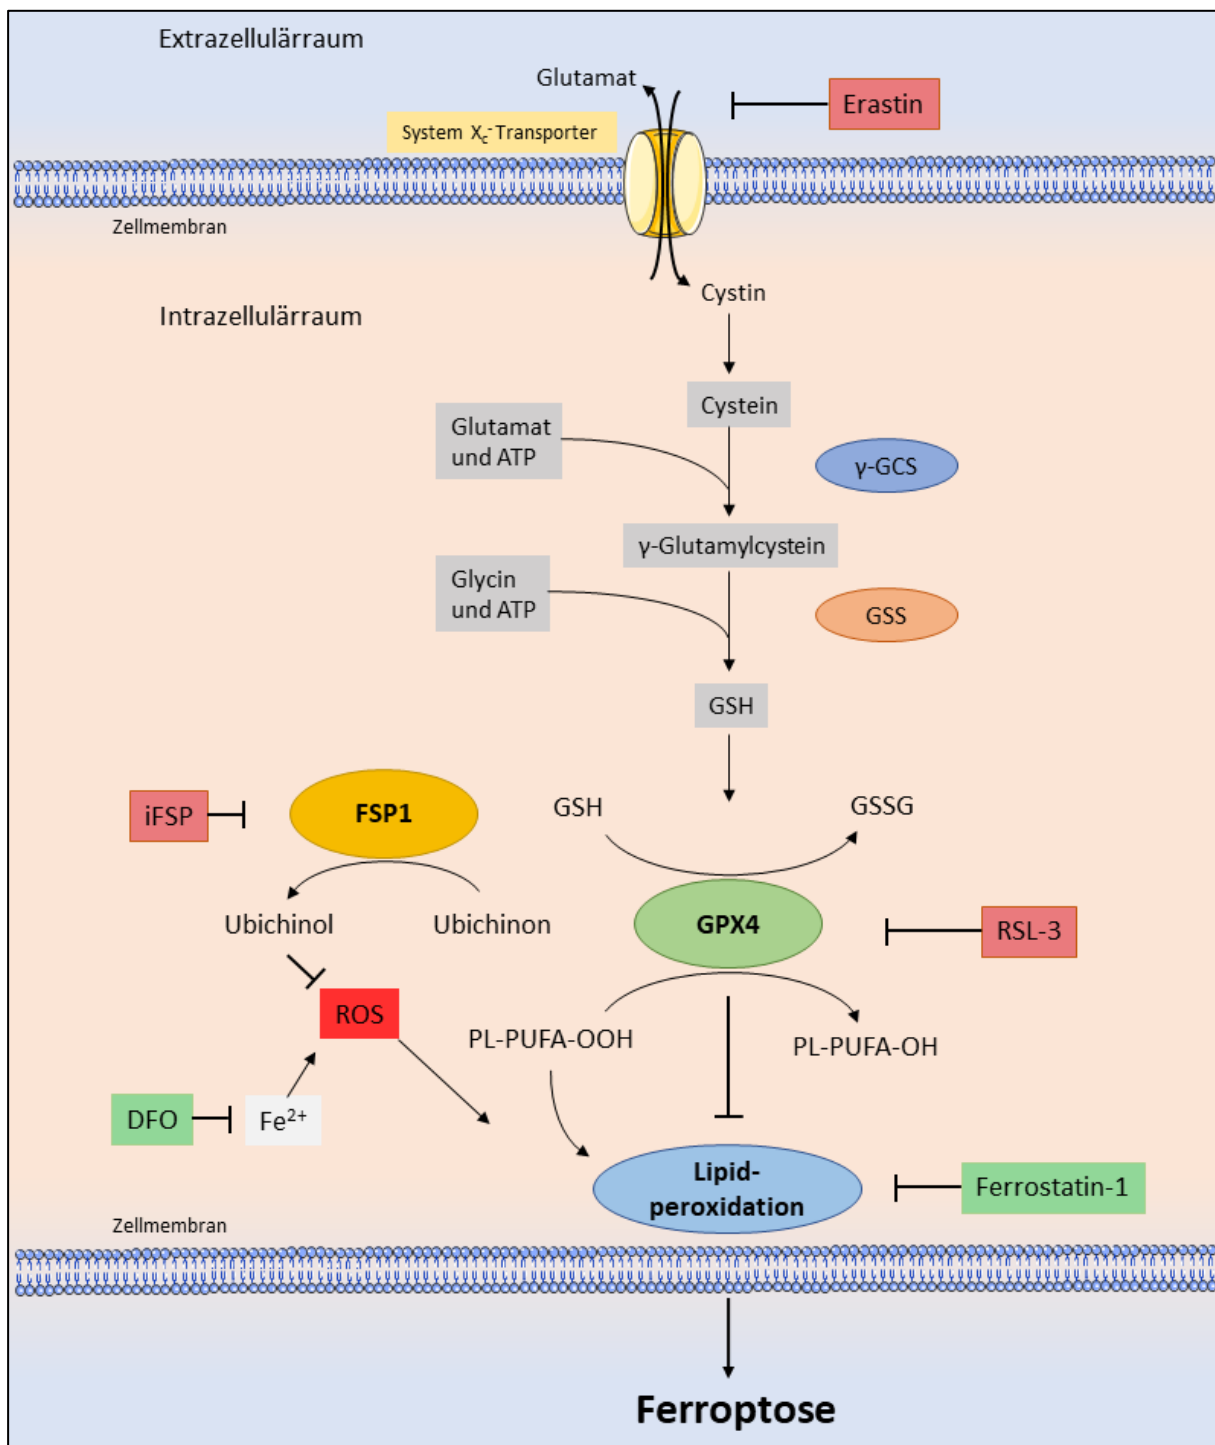 Extrazellulärraum
Glutamat
Erastin
System Xc⁻-Transporter
Zellmembran
Cystin
Intrazellulärraum
Cystein
Glutamat
und ATP
γ-GCS
γ-Glutamylcystein
Glycin
und ATP
GSS
GSH
iFSP
FSP1
GSH
GSSG
Ubichinol
Ubichinon
GPX4
RSL-3
ROS
PL-PUFA-OOH
PL-PUFA-OH
DFO
Fe²⁺
Lipid-
peroxidation
Ferrostatin-1
Zellmembran
Ferroptose